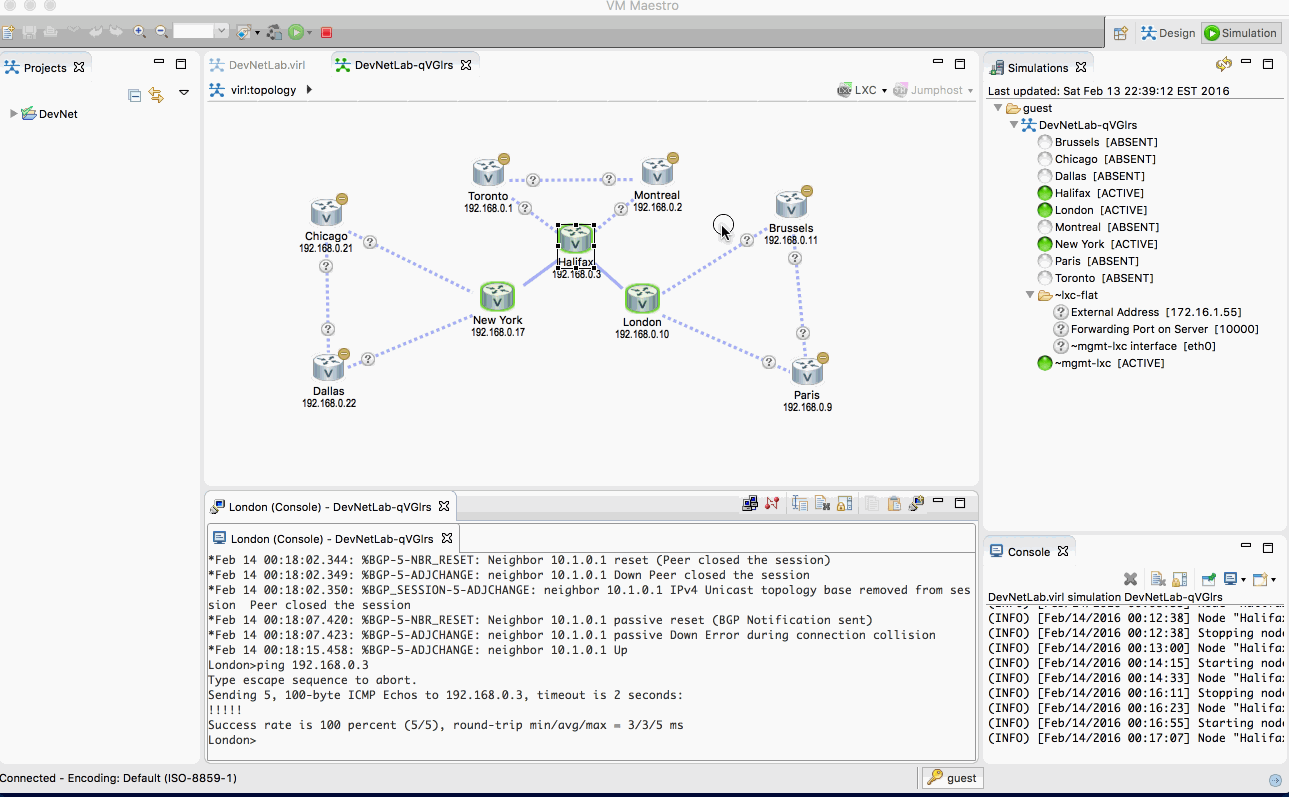 VM Maestro
Design
Simulation
Projects
DevNet
DevNetLab.virl
DevNetLab-qVGlrs
virl:topology
LXC
Jumphost
Toronto
192.168.0.1
Montreal
192.168.0.2
Chicago
192.168.0.21
Halifax
192.168.0.3
Brussels
192.168.0.11
New York
192.168.0.17
London
192.168.0.10
Dallas
192.168.0.22
Paris
192.168.0.9
Simulations
Last updated: Sat Feb 13 22:39:12 EST 2016
guest
DevNetLab-qVGlrs
Brussels [ABSENT]
Chicago [ABSENT]
Dallas [ABSENT]
Halifax [ACTIVE]
London [ACTIVE]
Montreal [ABSENT]
New York [ACTIVE]
Paris [ABSENT]
Toronto [ABSENT]
~lxc-flat
External Address [172.16.1.55]
Forwarding Port on Server [10000]
~mgmt-lxc interface [eth0]
~mgmt-lxc [ACTIVE]
London (Console) - DevNetLab-qVGlrs
London (Console) - DevNetLab-qVGlrs
*Feb 14 00:18:02.344: %BGP-5-NBR_RESET: Neighbor 10.1.0.1 reset (Peer closed the session)
*Feb 14 00:18:02.349: %BGP-5-ADJCHANGE: neighbor 10.1.0.1 Down Peer closed the session
*Feb 14 00:18:02.350: %BGP_SESSION-5-ADJCHANGE: neighbor 10.1.0.1 IPv4 Unicast topology base removed from ses
sion  Peer closed the session
*Feb 14 00:18:07.420: %BGP-5-NBR_RESET: Neighbor 10.1.0.1 passive reset (BGP Notification sent)
*Feb 14 00:18:07.423: %BGP-5-ADJCHANGE: neighbor 10.1.0.1 passive Down Error during connection collision
*Feb 14 00:18:15.458: %BGP-5-ADJCHANGE: neighbor 10.1.0.1 Up
London>ping 192.168.0.3
Type escape sequence to abort.
Sending 5, 100-byte ICMP Echos to 192.168.0.3, timeout is 2 seconds:
!!!!!
Success rate is 100 percent (5/5), round-trip min/avg/max = 3/3/5 ms
London>
Console
DevNetLab.virl simulation DevNetLab-qVGlrs
(INFO) [Feb/14/2016 00:12:38] Node "Halifa
(INFO) [Feb/14/2016 00:12:38] Stopping nod
(INFO) [Feb/14/2016 00:13:00] Node "Halifa
(INFO) [Feb/14/2016 00:14:15] Starting nod
(INFO) [Feb/14/2016 00:14:33] Node "Halifa
(INFO) [Feb/14/2016 00:16:11] Stopping nod
(INFO) [Feb/14/2016 00:16:23] Node "Halifa
(INFO) [Feb/14/2016 00:16:55] Starting nod
(INFO) [Feb/14/2016 00:17:07] Node "Halifa
Connected - Encoding: Default (ISO-8859-1)
guest